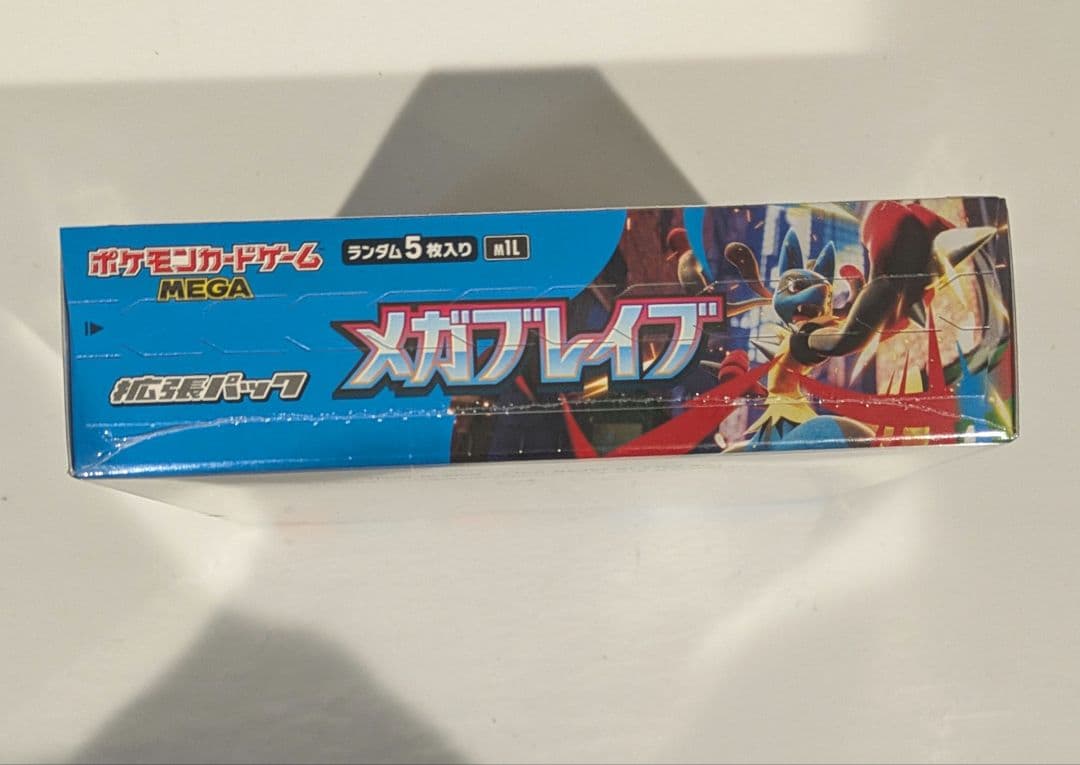 ポケモンカードゲーム
MEGA
ランダム5枚入り M1L
メガブレイブ
拡張パック